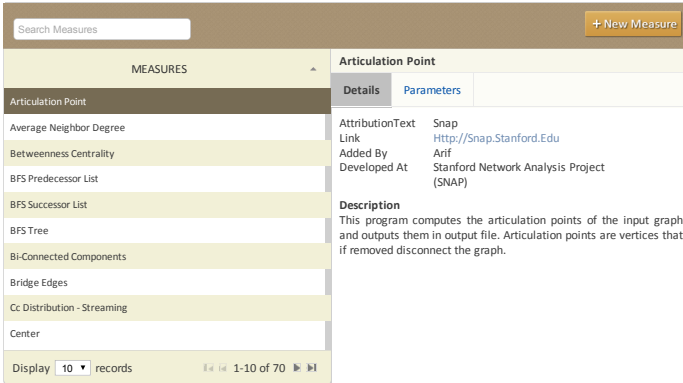 Search Measures
+ New Measure
MEASURES
Articulation Point
Average Neighbor Degree
Betweenness Centrality
BFS Predecessor List
BFS Successor List
BFS Tree
Bi-Connected Components
Bridge Edges
Cc Distribution - Streaming
Center
Display 10 records
1-10 of 70
Articulation Point
Details Parameters
AttributionText Snap
Link Http://Snap.Stanford.Edu
Added By Arif
Developed At Stanford Network Analysis Project
(SNAP)
Description
This program computes the articulation points of the input graph
and outputs them in output file. Articulation points are vertices that
if removed disconnect the graph.